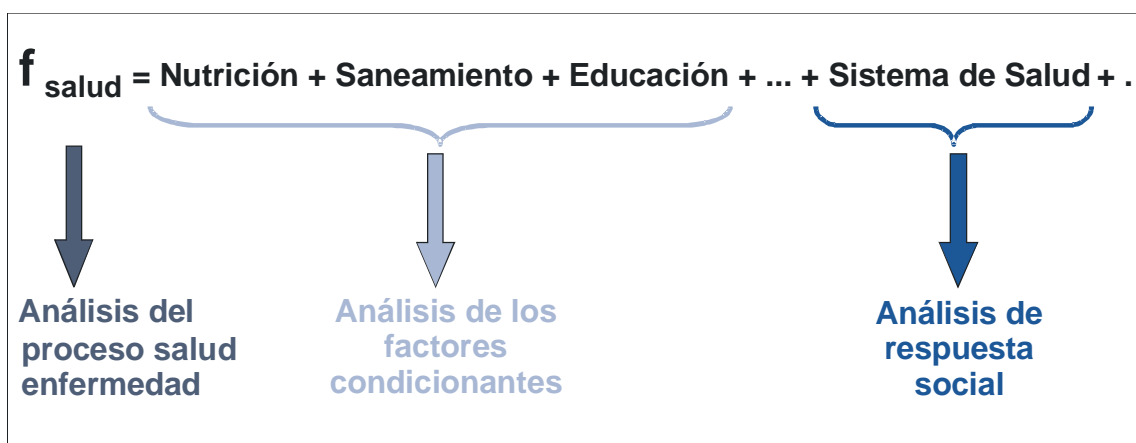 f salud = Nutrición + Saneamiento + Educación + ... + Sistema de Salud + .
Análisis del
proceso salud
enfermedad
Análisis de los
factores
condicionantes
Análisis de
respuesta
social